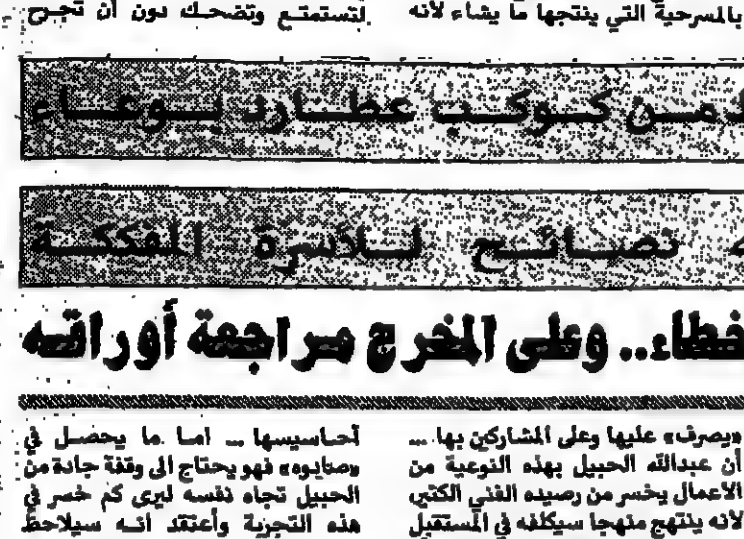 بالمسرحية التي ينتجها ما يشاء لأنه
لتستمتع وتضحك دون أن تجرح
من كوكب عطارد بوعاء
نصائح للأسرة المفككة
وعلى المخرج مراجعة أوراقه ..
«يصرف» عليها وعلى المشاركين بها ...
أن عبدالله الحبيل بهذه النوعية من
الاعمال يخسر من رصيده الفني الكثير
لانه ينتهج منهجا سيكلفه في المستقبل
أحاسيسها ... اما ما يحصل في
«صنايوه» فهو يحتاج الى وقفة جادة من
الحبيل تجاه نفسه ليرى كم خسر في
هذه التجربة وأعتقد انه سيلاحظ